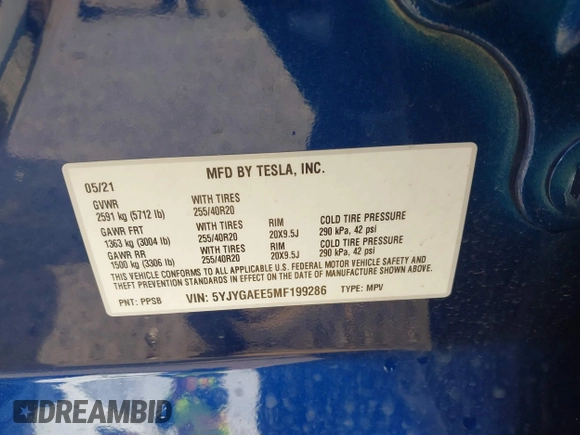 MFD BY TESLA, INC.
05/21
GVWR WITH TIRES
2591 kg (5712 lb) 255/40R20
GAWR FRT WITH TIRES RIM COLD TIRE PRESSURE
1363 kg (3004 lb) 255/40R20 20X9.5J 290 kPa, 42 psi
GAWR RR WITH TIRES RIM COLD TIRE PRESSURE
1500 kg (3306 lb) 255/40R20 20X9.5J 290 kPa, 42 psi
THIS VEHICLE CONFORMS TO ALL APPLICABLE U.S. FEDERAL MOTOR VEHICLE SAFETY AND
THEFT PREVENTION STANDARDS IN EFFECT ON THE DATE OF MANUFACTURE SHOWN ABOVE.
PNT: PPSB VIN: 5YJYGAEE5MF199286 TYPE: MPV
DREAMBID